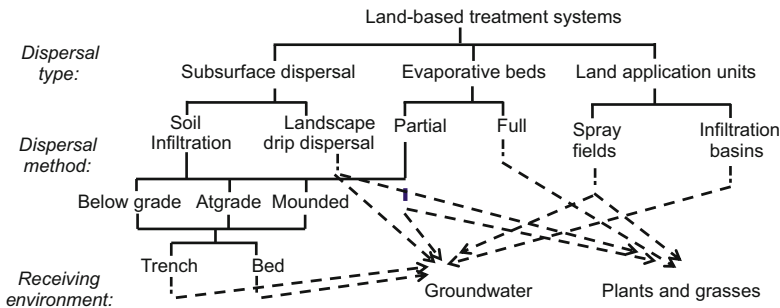 Land-based treatment systems
Dispersal
type:
Subsurface dispersal
Evaporative beds
Land application units
Dispersal
method:
Soil
Infiltration
Landscape
drip dispersal
Partial
Full
Spray
fields
Infiltration
basins
Below grade
Atgrade
Mounded
Trench
Bed
Receiving
environment:
Groundwater
Plants and grasses